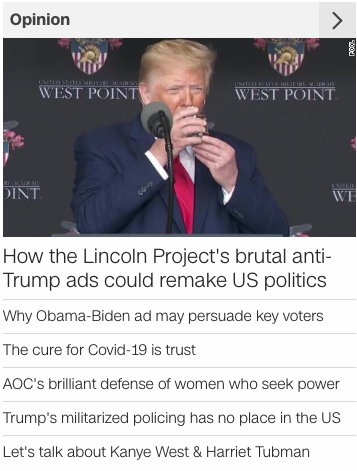 Opinion
UNITED STATES MILITARY ACADEMY
WEST POINT
UNITED STATES MILITARY ACADEMY
WEST POINT
POOL
How the Lincoln Project's brutal anti-
Trump ads could remake US politics
Why Obama-Biden ad may persuade key voters
The cure for Covid-19 is trust
AOC's brilliant defense of women who seek power
Trump's militarized policing has no place in the US
Let's talk about Kanye West & Harriet Tubman